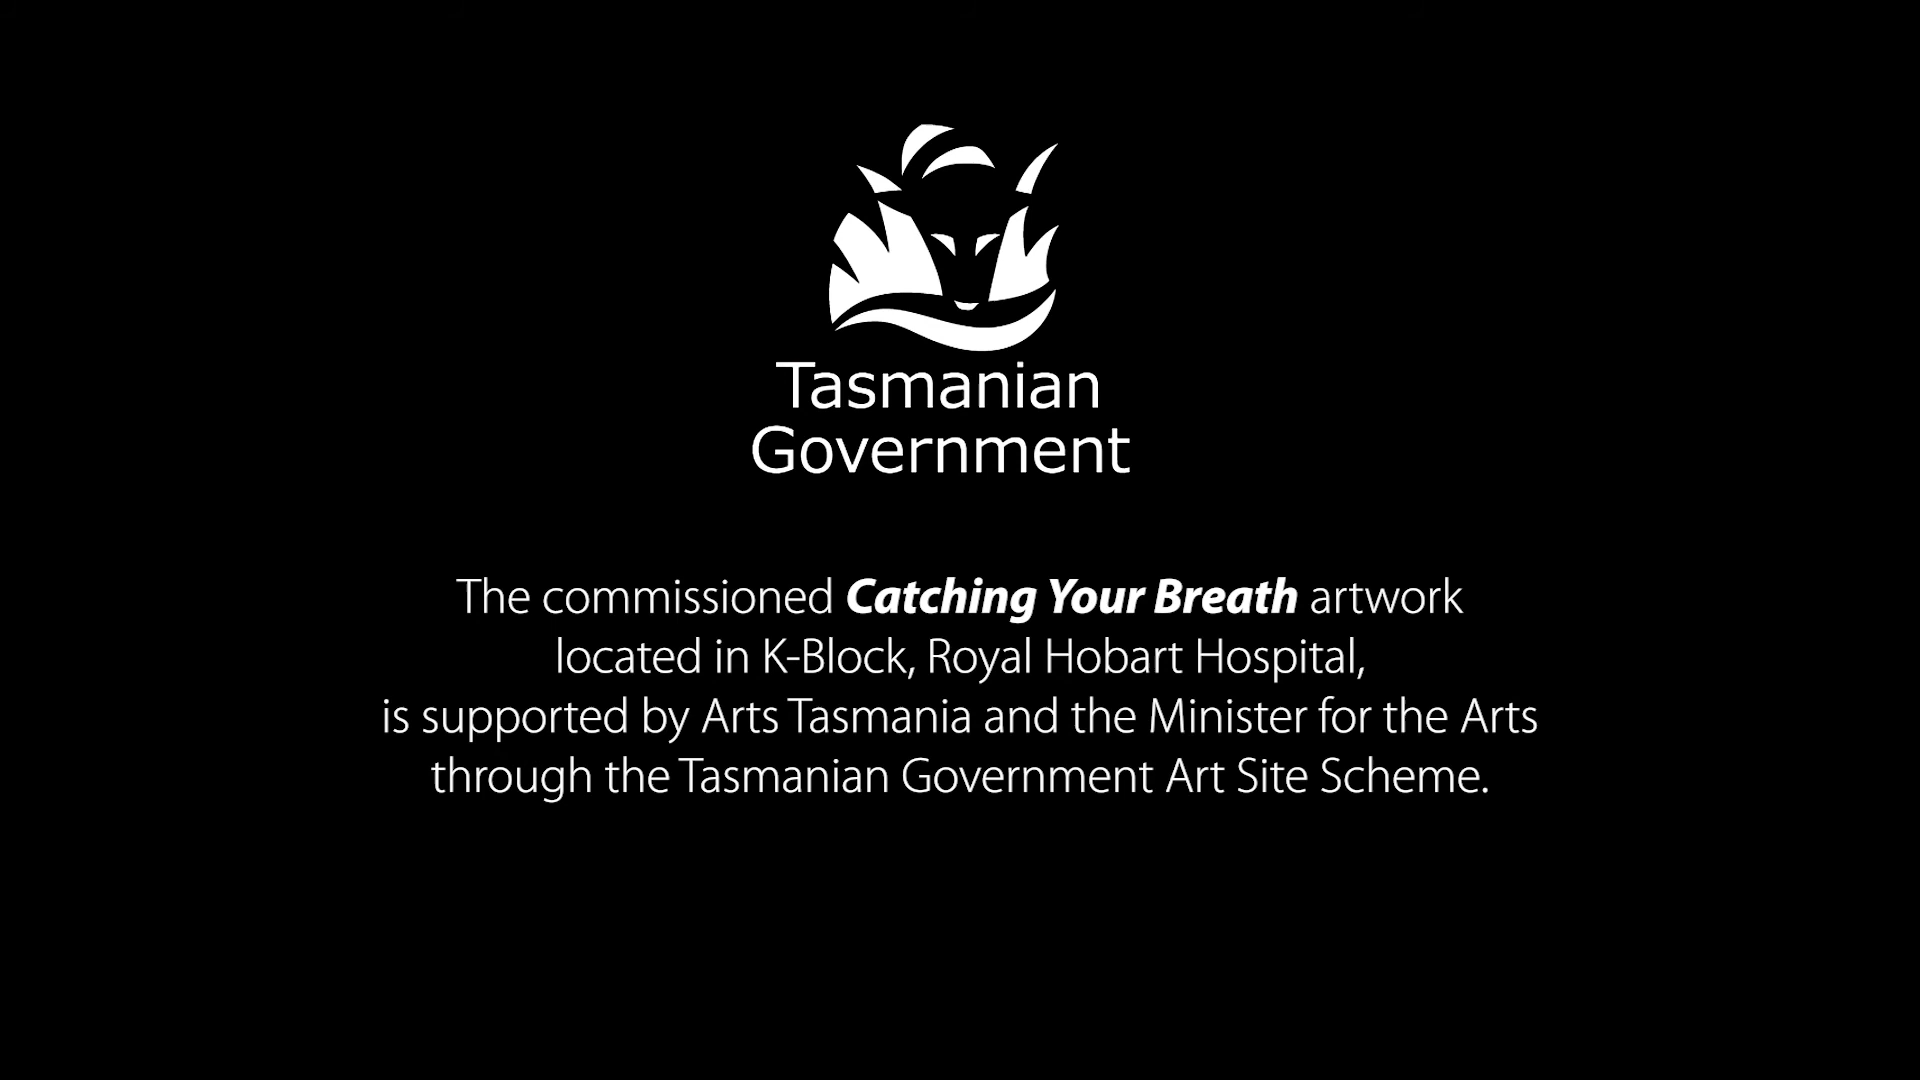 Tasmanian
Government
The commissioned Catching Your Breath artwork
located in K-Block, Royal Hobart Hospital,
is supported by Arts Tasmania and the Minister for the Arts
through the Tasmanian Government Art Site Scheme.